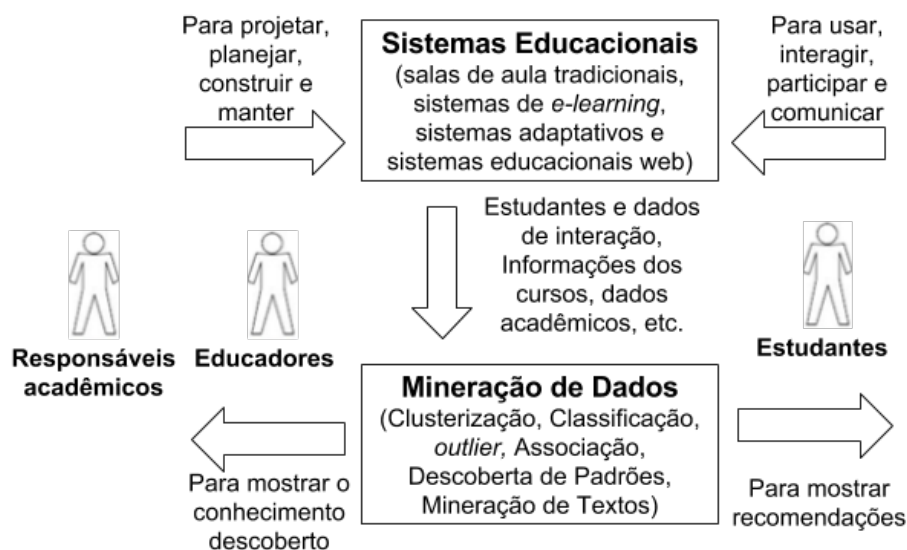 Para projetar,
planejar,
construir e
manter
Sistemas Educacionais
(salas de aula tradicionais,
sistemas de e-learning,
sistemas adaptativos e
sistemas educacionais web)
Para usar,
interagir,
participar e
comunicar
Estudantes e dados
de interação,
Informações dos
cursos, dados
acadêmicos, etc.
Responsáveis
acadêmicos
Educadores
Estudantes
Mineração de Dados
(Clusterização, Classificação,
outlier, Associação,
Descoberta de Padrões,
Mineração de Textos)
Para mostrar o
conhecimento
descoberto
Para mostrar
recomendações